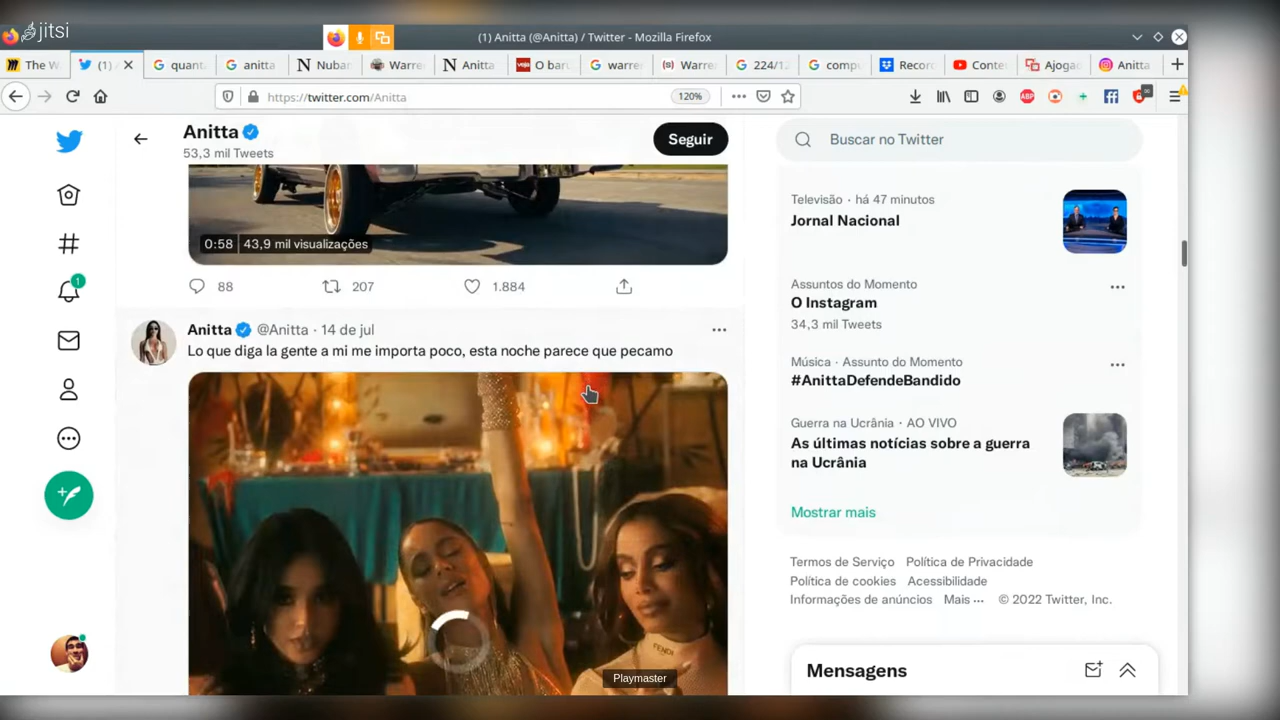 jitsi
(1) Anitta (@Anitta) / Twitter - Mozilla Firefox
The W
(1) /
quant
anitta
Nubar
Warre
Anitta
O bar
warre
Warre
224/1
comp
Recor
Conte
Ajoga
Anitta
https://twitter.com/Anitta
120%
ABP
Anitta
53,3 mil Tweets
Seguir
Buscar no Twitter
0:58 43,9 mil visualizações
88
207
1.884
Anitta @Anitta · 14 de jul
Lo que diga la gente a mi me importa poco, esta noche parece que pecamo
FENDI
Playmaster
1
Televisão · há 47 minutos
Jornal Nacional
Assuntos do Momento
O Instagram
34,3 mil Tweets
Música · Assunto do Momento
#AnittaDefendeBandido
Guerra na Ucrânia · AO VIVO
As últimas notícias sobre a guerra
na Ucrânia
Mostrar mais
Termos de Serviço Política de Privacidade
Política de cookies Acessibilidade
Informações de anúncios Mais ··· © 2022 Twitter, Inc.
Mensagens